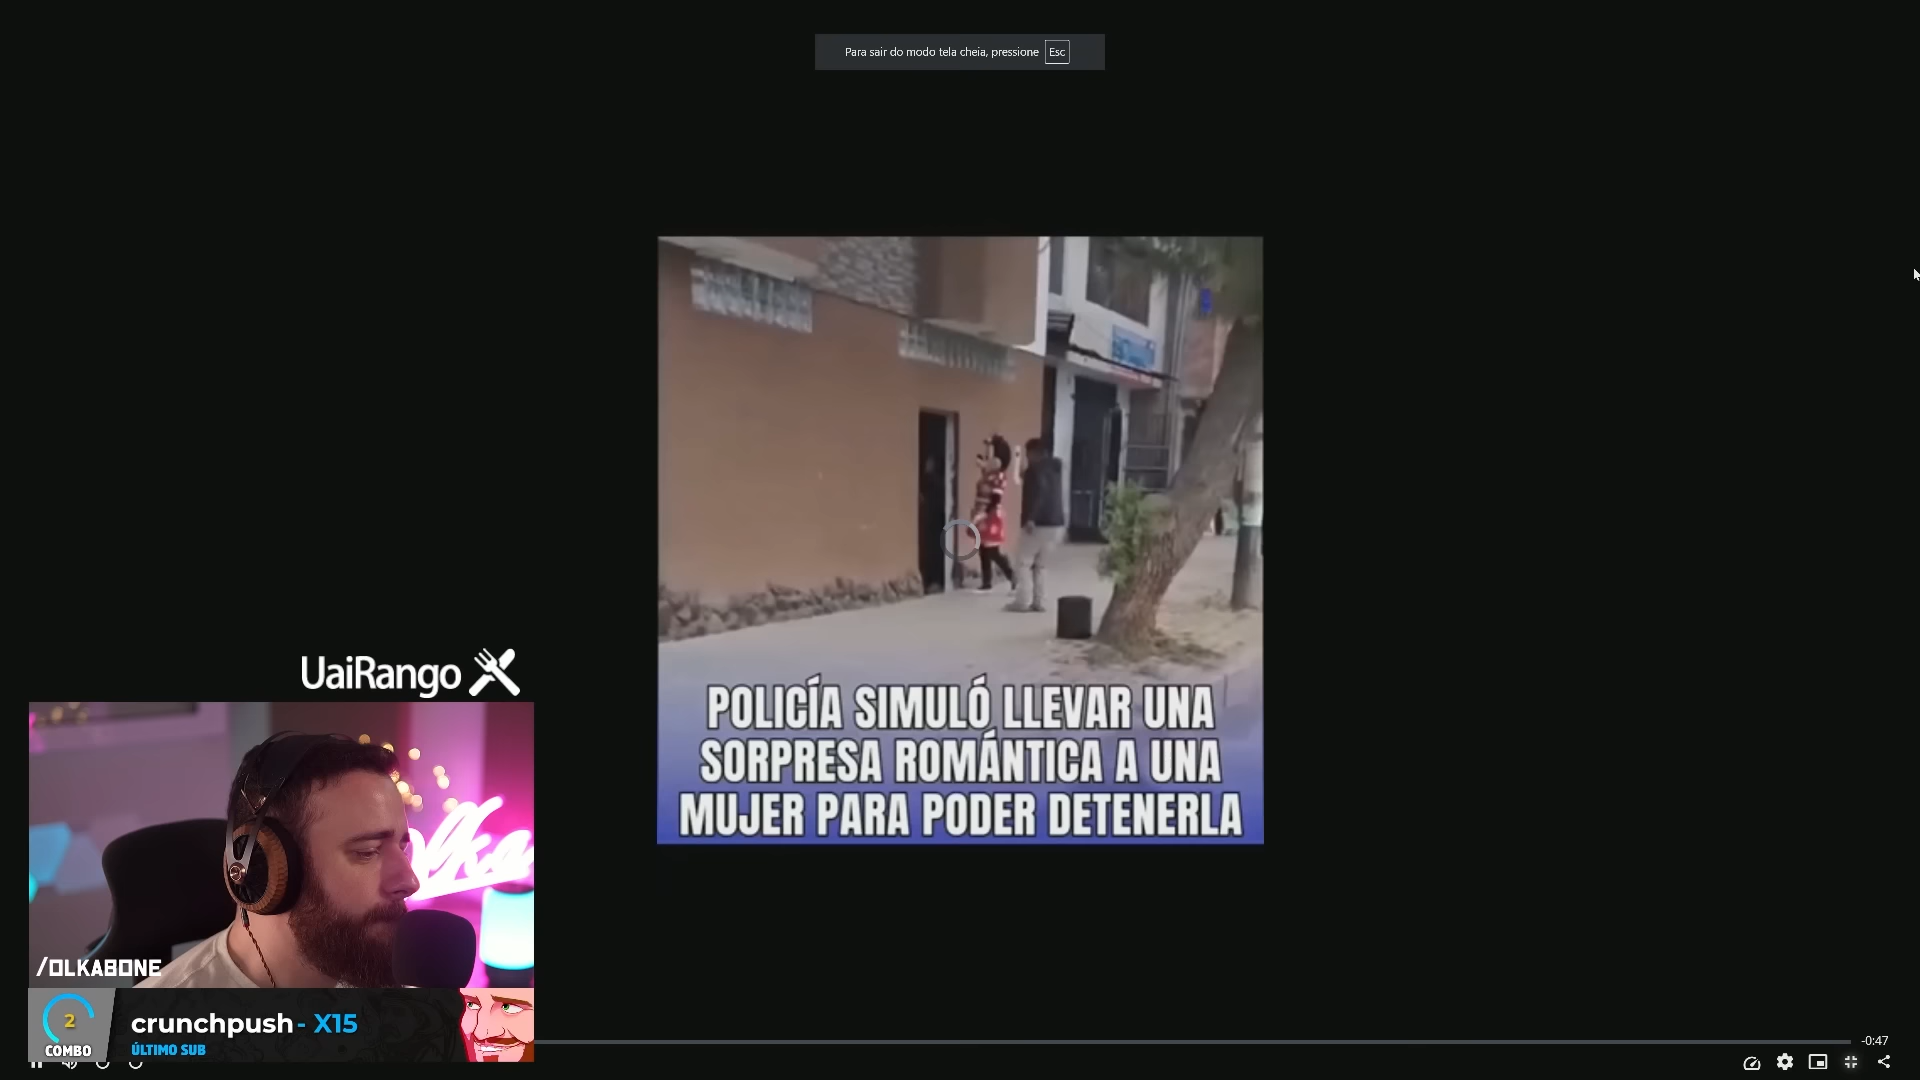 Para sair do modo tela cheia, pressione Esc
POLICÍA SIMULÓ LLEVAR UNA
SORPRESA ROMÁNTICA A UNA
MUJER PARA PODER DETENERLA
UaiRango
/OLKABONE
2
COMBO
crunchpush - X15
ÚLTIMO SUB
-0:47